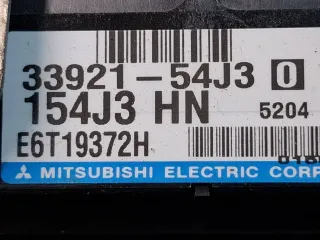 33921-54J3 0
154J3 HN 5204
E6T19372H
MITSUBISHI ELECTRIC CORP